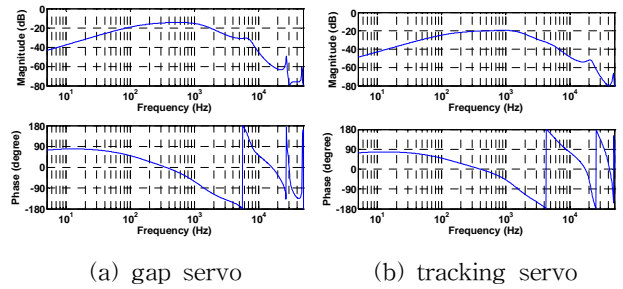 0
-20
-40
-60
-80
Magnitude (dB)
10^1 10^2 10^3 10^4
Frequency (Hz)
180
90
0
-90
-180
Phase (degree)
10^1 10^2 10^3 10^4
Frequency (Hz)
(a) gap servo
0
-20
-40
-60
-80
Magnitude (dB)
10^1 10^2 10^3 10^4
Frequency (Hz)
180
90
0
-90
-180
Phase (degree)
10^1 10^2 10^3 10^4
Frequency (Hz)
(b) tracking servo